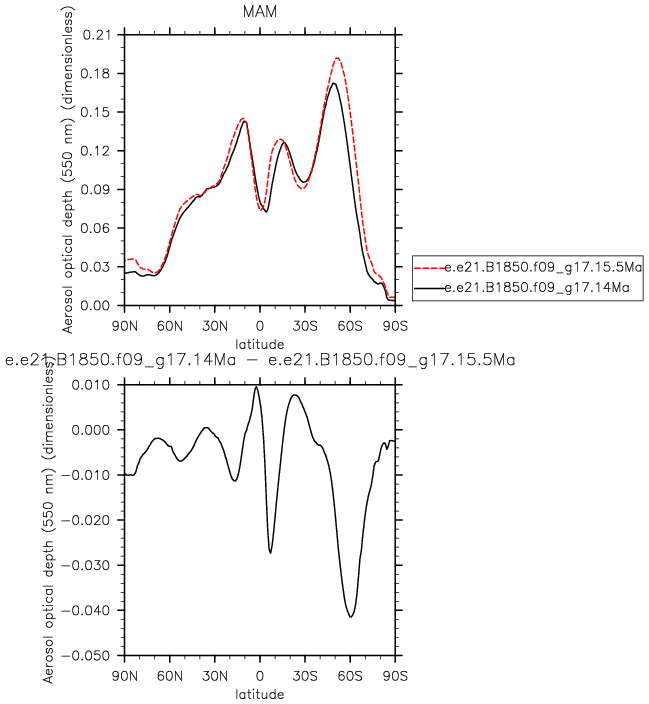 MAM
Aerosol optical depth (550 nm) (dimensionless)
0.21
0.18
0.15
0.12
0.09
0.06
0.03
0.00
90N 60N 30N 0 30S 60S 90S
latitude
e.e21.B1850.f09_g17.15.5Ma
e.e21.B1850.f09_g17.14Ma
e.e21.B1850.f09_g17.14Ma − e.e21.B1850.f09_g17.15.5Ma
Aerosol optical depth (550 nm) (dimensionless)
0.010
0.000
−0.010
−0.020
−0.030
−0.040
−0.050
90N 60N 30N 0 30S 60S 90S
latitude